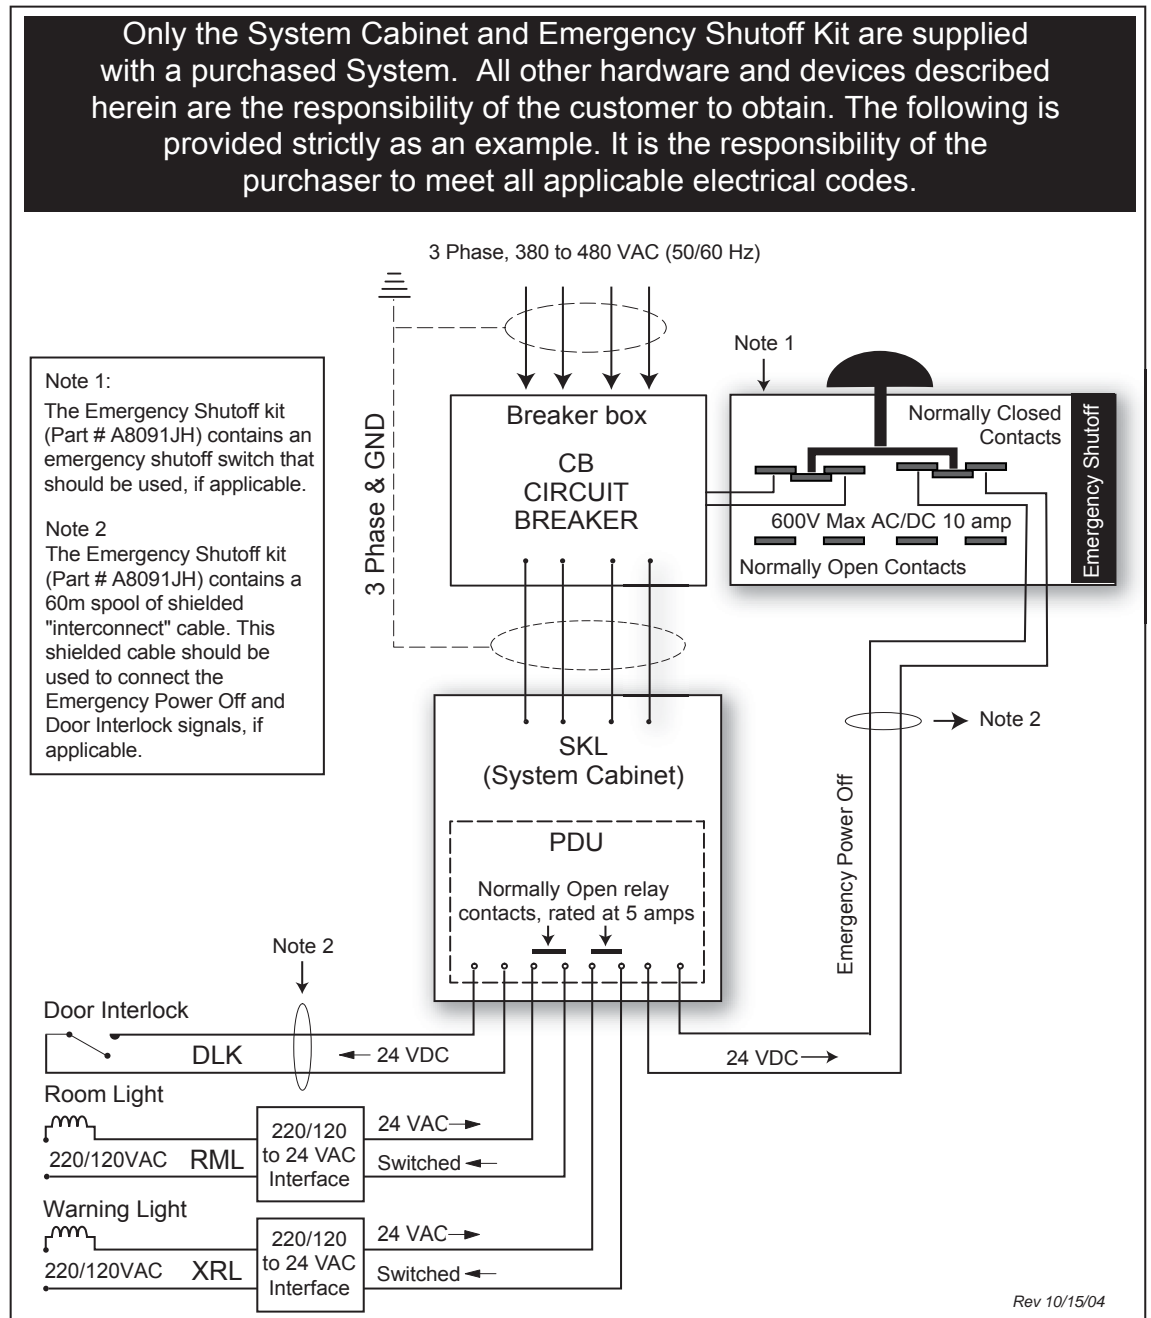 Only the System Cabinet and Emergency Shutoff Kit are supplied
with a purchased System. All other hardware and devices described
herein are the responsibility of the customer to obtain. The following is
provided strictly as an example. It is the responsibility of the
purchaser to meet all applicable electrical codes.
3 Phase, 380 to 480 VAC (50/60 Hz)
Note 1:
The Emergency Shutoff kit
(Part # A8091JH) contains an
emergency shutoff switch that
should be used, if applicable.
Note 2
The Emergency Shutoff kit
(Part # A8091JH) contains a
60m spool of shielded
"interconnect" cable. This
shielded cable should be
used to connect the
Emergency Power Off and
Door Interlock signals, if
applicable.
3 Phase & GND
Breaker box
CB
CIRCUIT
BREAKER
Note 1
Normally Closed
Contacts
600V Max AC/DC 10 amp
Normally Open Contacts
Emergency Shutoff
SKL
(System Cabinet)
PDU
Normally Open relay
contacts, rated at 5 amps
Note 2
Emergency Power Off
24 VDC
Note 2
Door Interlock
DLK
24 VDC
Room Light
220/120VAC
RML
220/120
to 24 VAC
Interface
24 VAC
Switched
Warning Light
220/120VAC
XRL
220/120
to 24 VAC
Interface
24 VAC
Switched
Rev 10/15/04